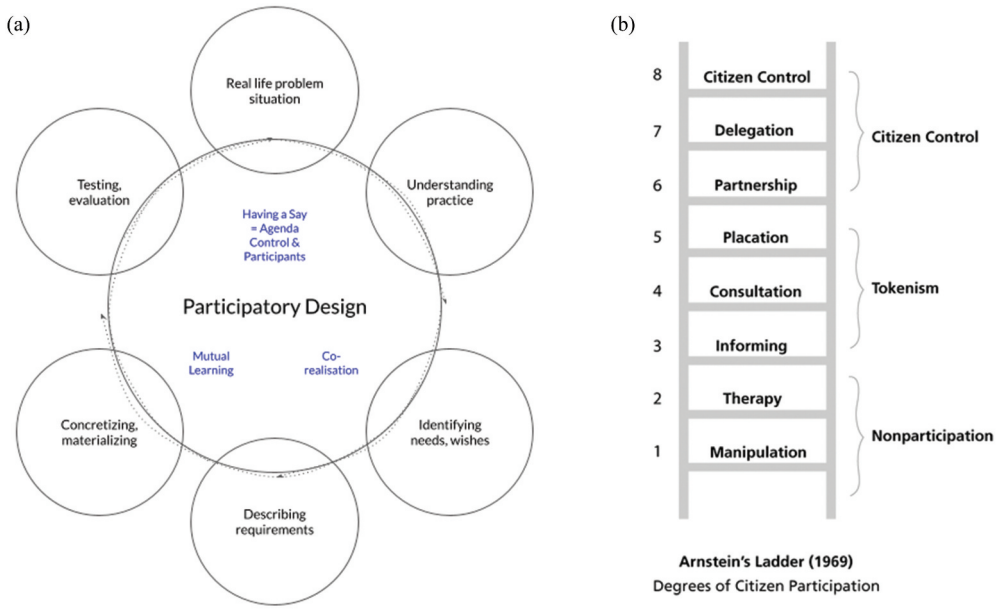 (a)
Real life problem
situation
Understanding
practice
Identifying
needs, wishes
Describing
requirements
Concretizing,
materializing
Testing,
evaluation
Having a Say
= Agenda
Control &
Participants
Participatory Design
Mutual
Learning
Co-
realisation
(b)
8 Citizen Control
7 Delegation
6 Partnership
5 Placation
4 Consultation
3 Informing
2 Therapy
1 Manipulation
Citizen Control
Tokenism
Nonparticipation
Arnstein's Ladder (1969)
Degrees of Citizen Participation